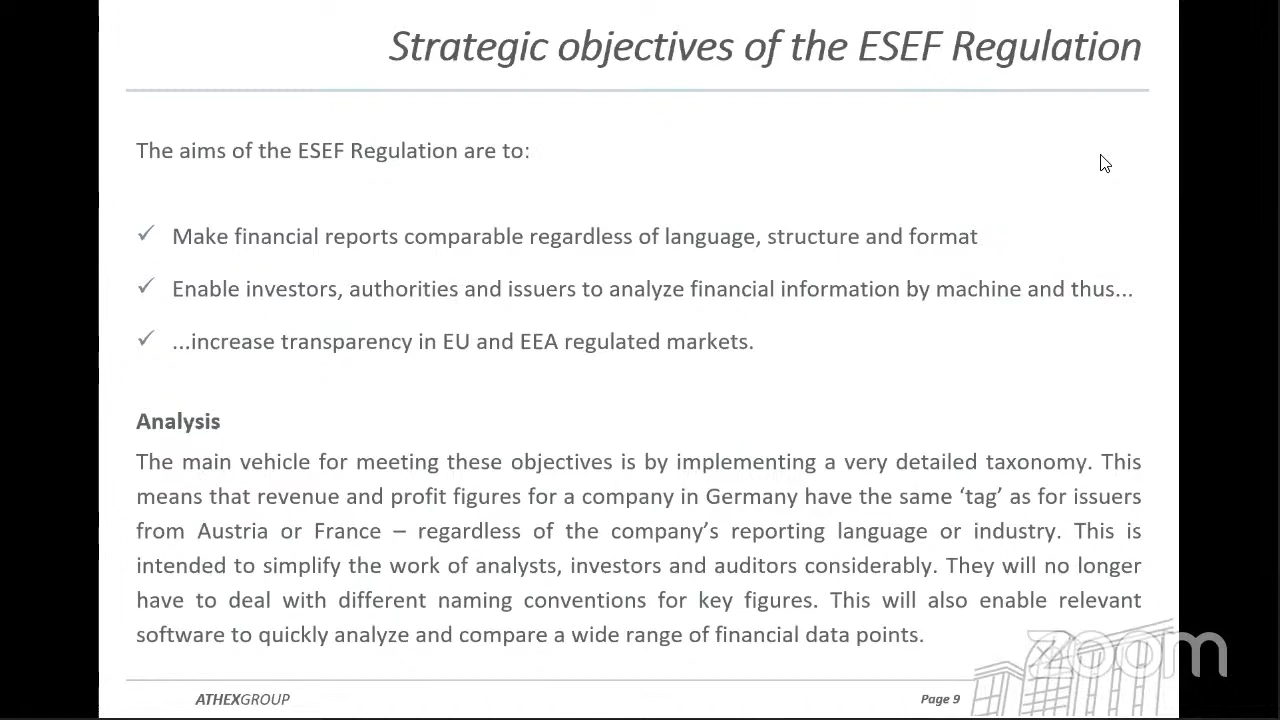 Strategic objectives of the ESEF Regulation
The aims of the ESEF Regulation are to:
✓ Make financial reports comparable regardless of language, structure and format
✓ Enable investors, authorities and issuers to analyze financial information by machine and thus...
✓ ...increase transparency in EU and EEA regulated markets.
Analysis
The main vehicle for meeting these objectives is by implementing a very detailed taxonomy. This
means that revenue and profit figures for a company in Germany have the same ‘tag’ as for issuers
from Austria or France – regardless of the company’s reporting language or industry. This is
intended to simplify the work of analysts, investors and auditors considerably. They will no longer
have to deal with different naming conventions for key figures. This will also enable relevant
software to quickly analyze and compare a wide range of financial data points.
zoom
ATHEXGROUP
Page 9